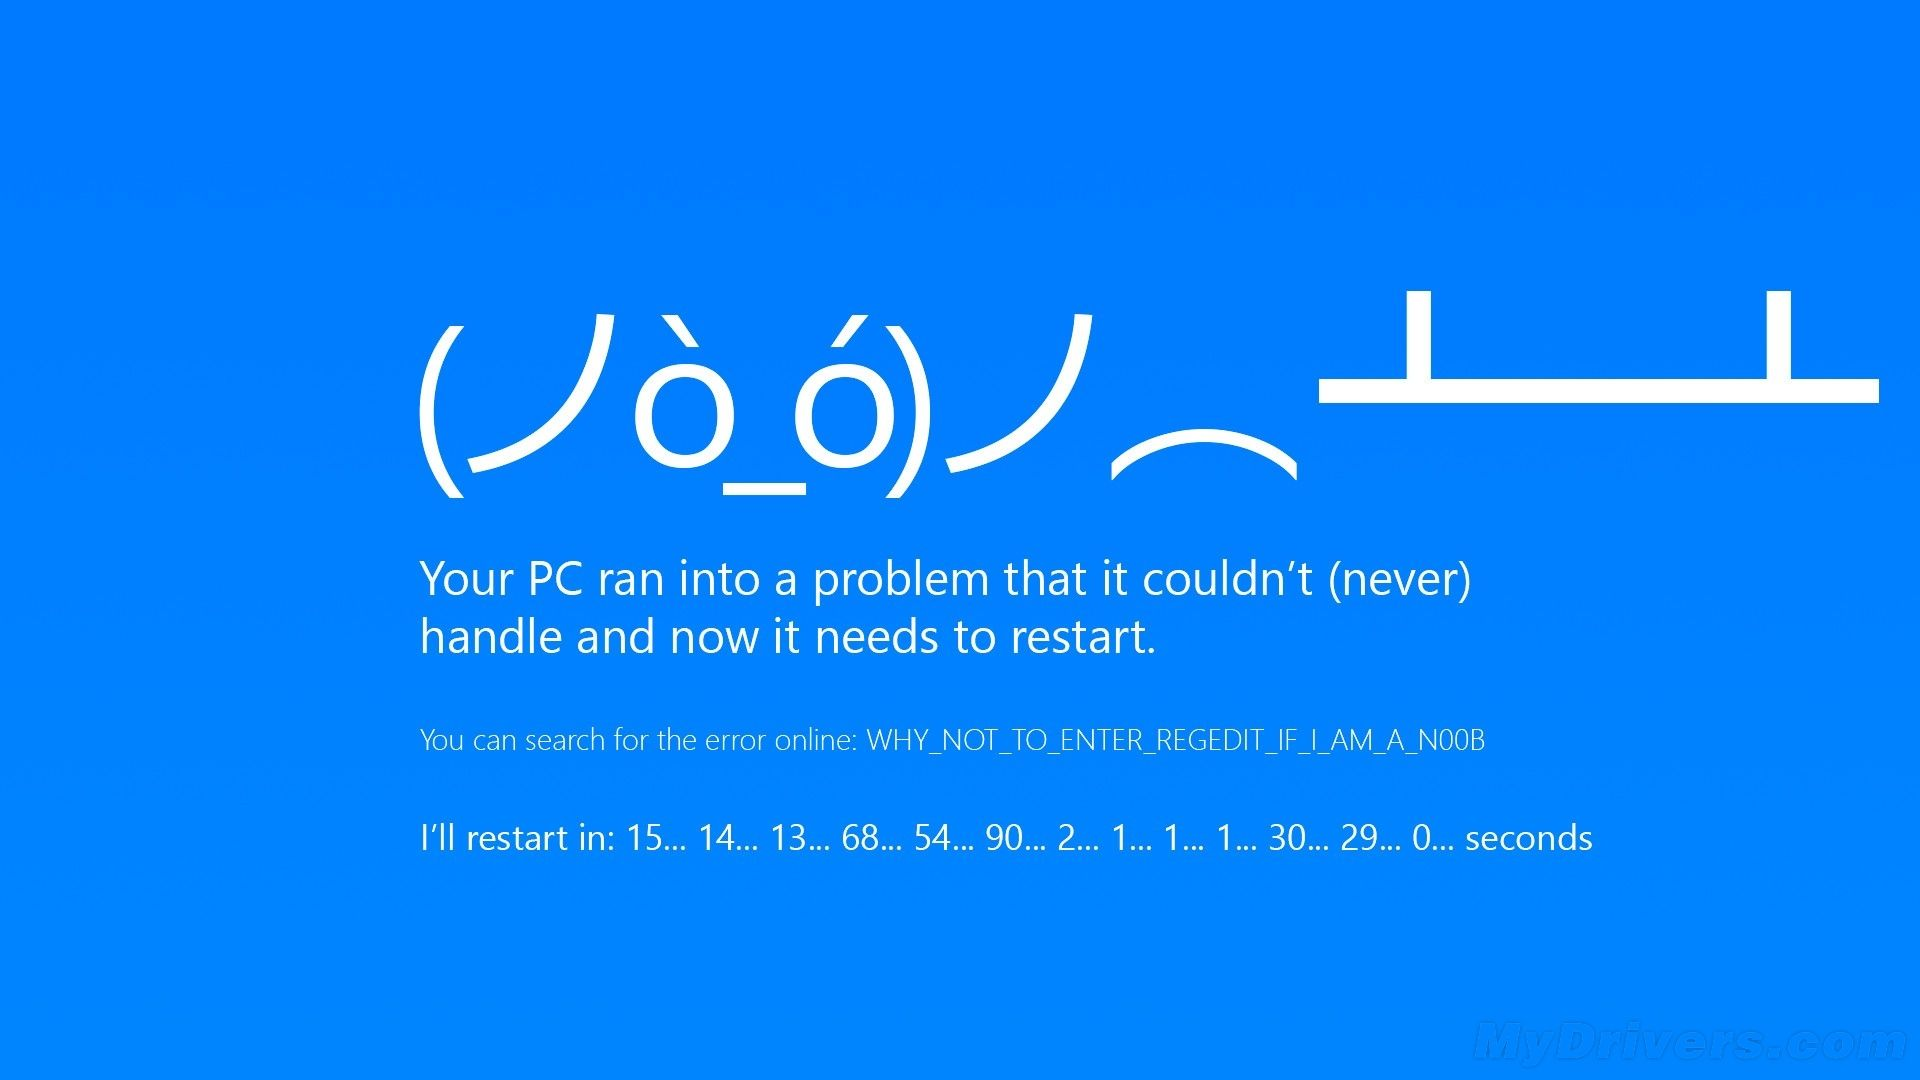 (ノò_ó)ノ︵┻━┻
Your PC ran into a problem that it couldn’t (never)
handle and now it needs to restart.
You can search for the error online: WHY_NOT_TO_ENTER_REGEDIT_IF_I_AM_A_N00B
I’ll restart in: 15... 14... 13... 68... 54... 90... 2... 1... 1... 1... 30... 29... 0... seconds
MyDrivers.com